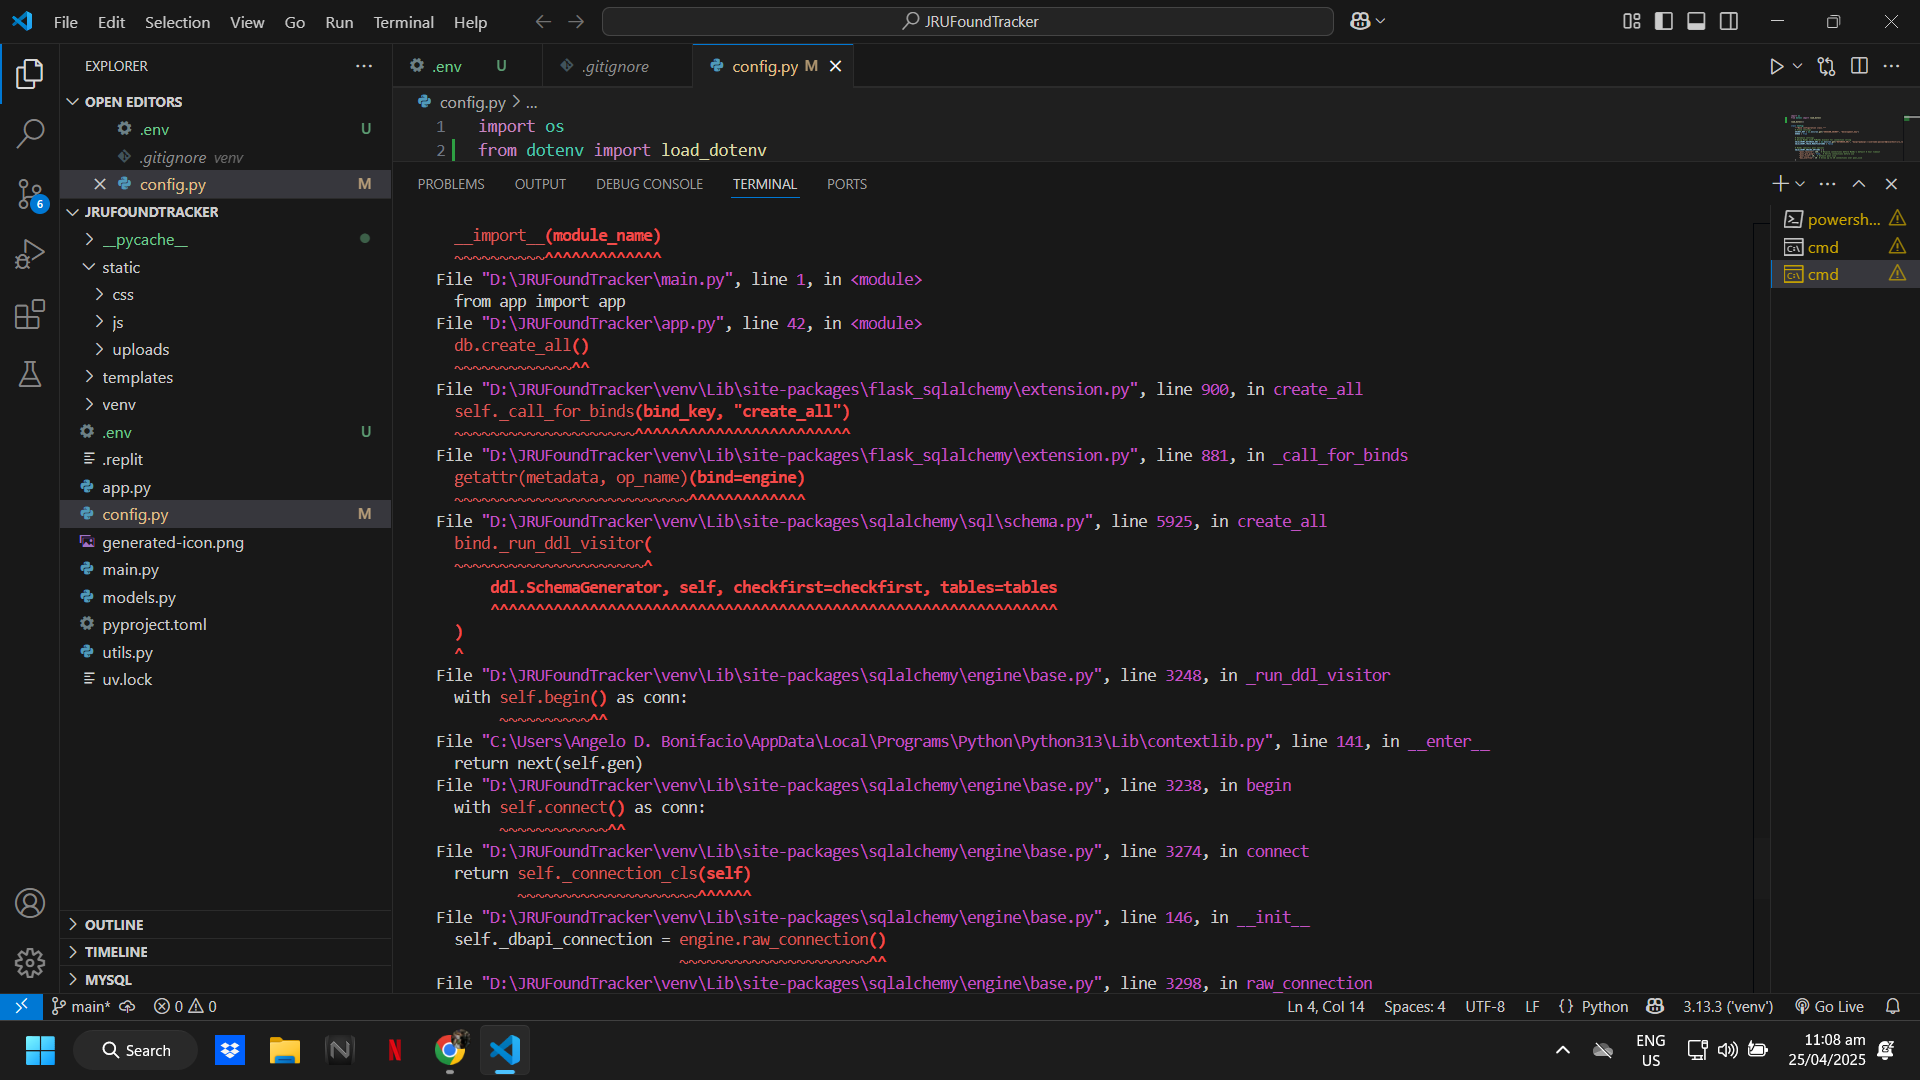 File Edit Selection View Go Run Terminal Help
JRUFoundTracker
EXPLORER
OPEN EDITORS
.env U
.gitignore venv
config.py M
6
JRUFOUNDTRACKER
__pycache__
static
css
js
uploads
templates
venv
.env U
.replit
app.py
config.py M
generated-icon.png
main.py
models.py
pyproject.toml
utils.py
uv.lock
OUTLINE
TIMELINE
MYSQL
.env U
.gitignore
config.py M
config.py > ...
1 import os
2 from dotenv import load_dotenv
PROBLEMS OUTPUT DEBUG CONSOLE TERMINAL PORTS
powersh...
cmd
cmd
__import__(module_name)
~~~~~~~~~~^^^^^^^^^^^^^
File "D:\JRUFoundTracker\main.py", line 1, in <module>
from app import app
File "D:\JRUFoundTracker\app.py", line 42, in <module>
db.create_all()
~~~~~~~~~~~~~^^
File "D:\JRUFoundTracker\venv\Lib\site-packages\flask_sqlalchemy\extension.py", line 900, in create_all
self._call_for_binds(bind_key, "create_all")
~~~~~~~~~~~~~~~~~~~~^^^^^^^^^^^^^^^^^^^^^^^^
File "D:\JRUFoundTracker\venv\Lib\site-packages\flask_sqlalchemy\extension.py", line 881, in _call_for_binds
getattr(metadata, op_name)(bind=engine)
~~~~~~~~~~~~~~~~~~~~~~~~~~^^^^^^^^^^^^^
File "D:\JRUFoundTracker\venv\Lib\site-packages\sqlalchemy\sql\schema.py", line 5925, in create_all
bind._run_ddl_visitor(
~~~~~~~~~~~~~~~~~~~~~^
ddl.SchemaGenerator, self, checkfirst=checkfirst, tables=tables
^^^^^^^^^^^^^^^^^^^^^^^^^^^^^^^^^^^^^^^^^^^^^^^^^^^^^^^^^^^^^^^
)
^
File "D:\JRUFoundTracker\venv\Lib\site-packages\sqlalchemy\engine\base.py", line 3248, in _run_ddl_visitor
with self.begin() as conn:
~~~~~~~~~~^^
File "C:\Users\Angelo D. Bonifacio\AppData\Local\Programs\Python\Python313\Lib\contextlib.py", line 141, in __enter__
return next(self.gen)
File "D:\JRUFoundTracker\venv\Lib\site-packages\sqlalchemy\engine\base.py", line 3238, in begin
with self.connect() as conn:
~~~~~~~~~~~~^^
File "D:\JRUFoundTracker\venv\Lib\site-packages\sqlalchemy\engine\base.py", line 3274, in connect
return self._connection_cls(self)
~~~~~~~~~~~~~~~~~~~~^^^^^^
File "D:\JRUFoundTracker\venv\Lib\site-packages\sqlalchemy\engine\base.py", line 146, in __init__
self._dbapi_connection = engine.raw_connection()
~~~~~~~~~~~~~~~~~~~~~^^
File "D:\JRUFoundTracker\venv\Lib\site-packages\sqlalchemy\engine\base.py", line 3298, in raw_connection
main* 0 0
Ln 4, Col 14 Spaces: 4 UTF-8 LF {} Python 3.13.3 ('venv') Go Live
Search
ENG
US
11:08 am
25/04/2025